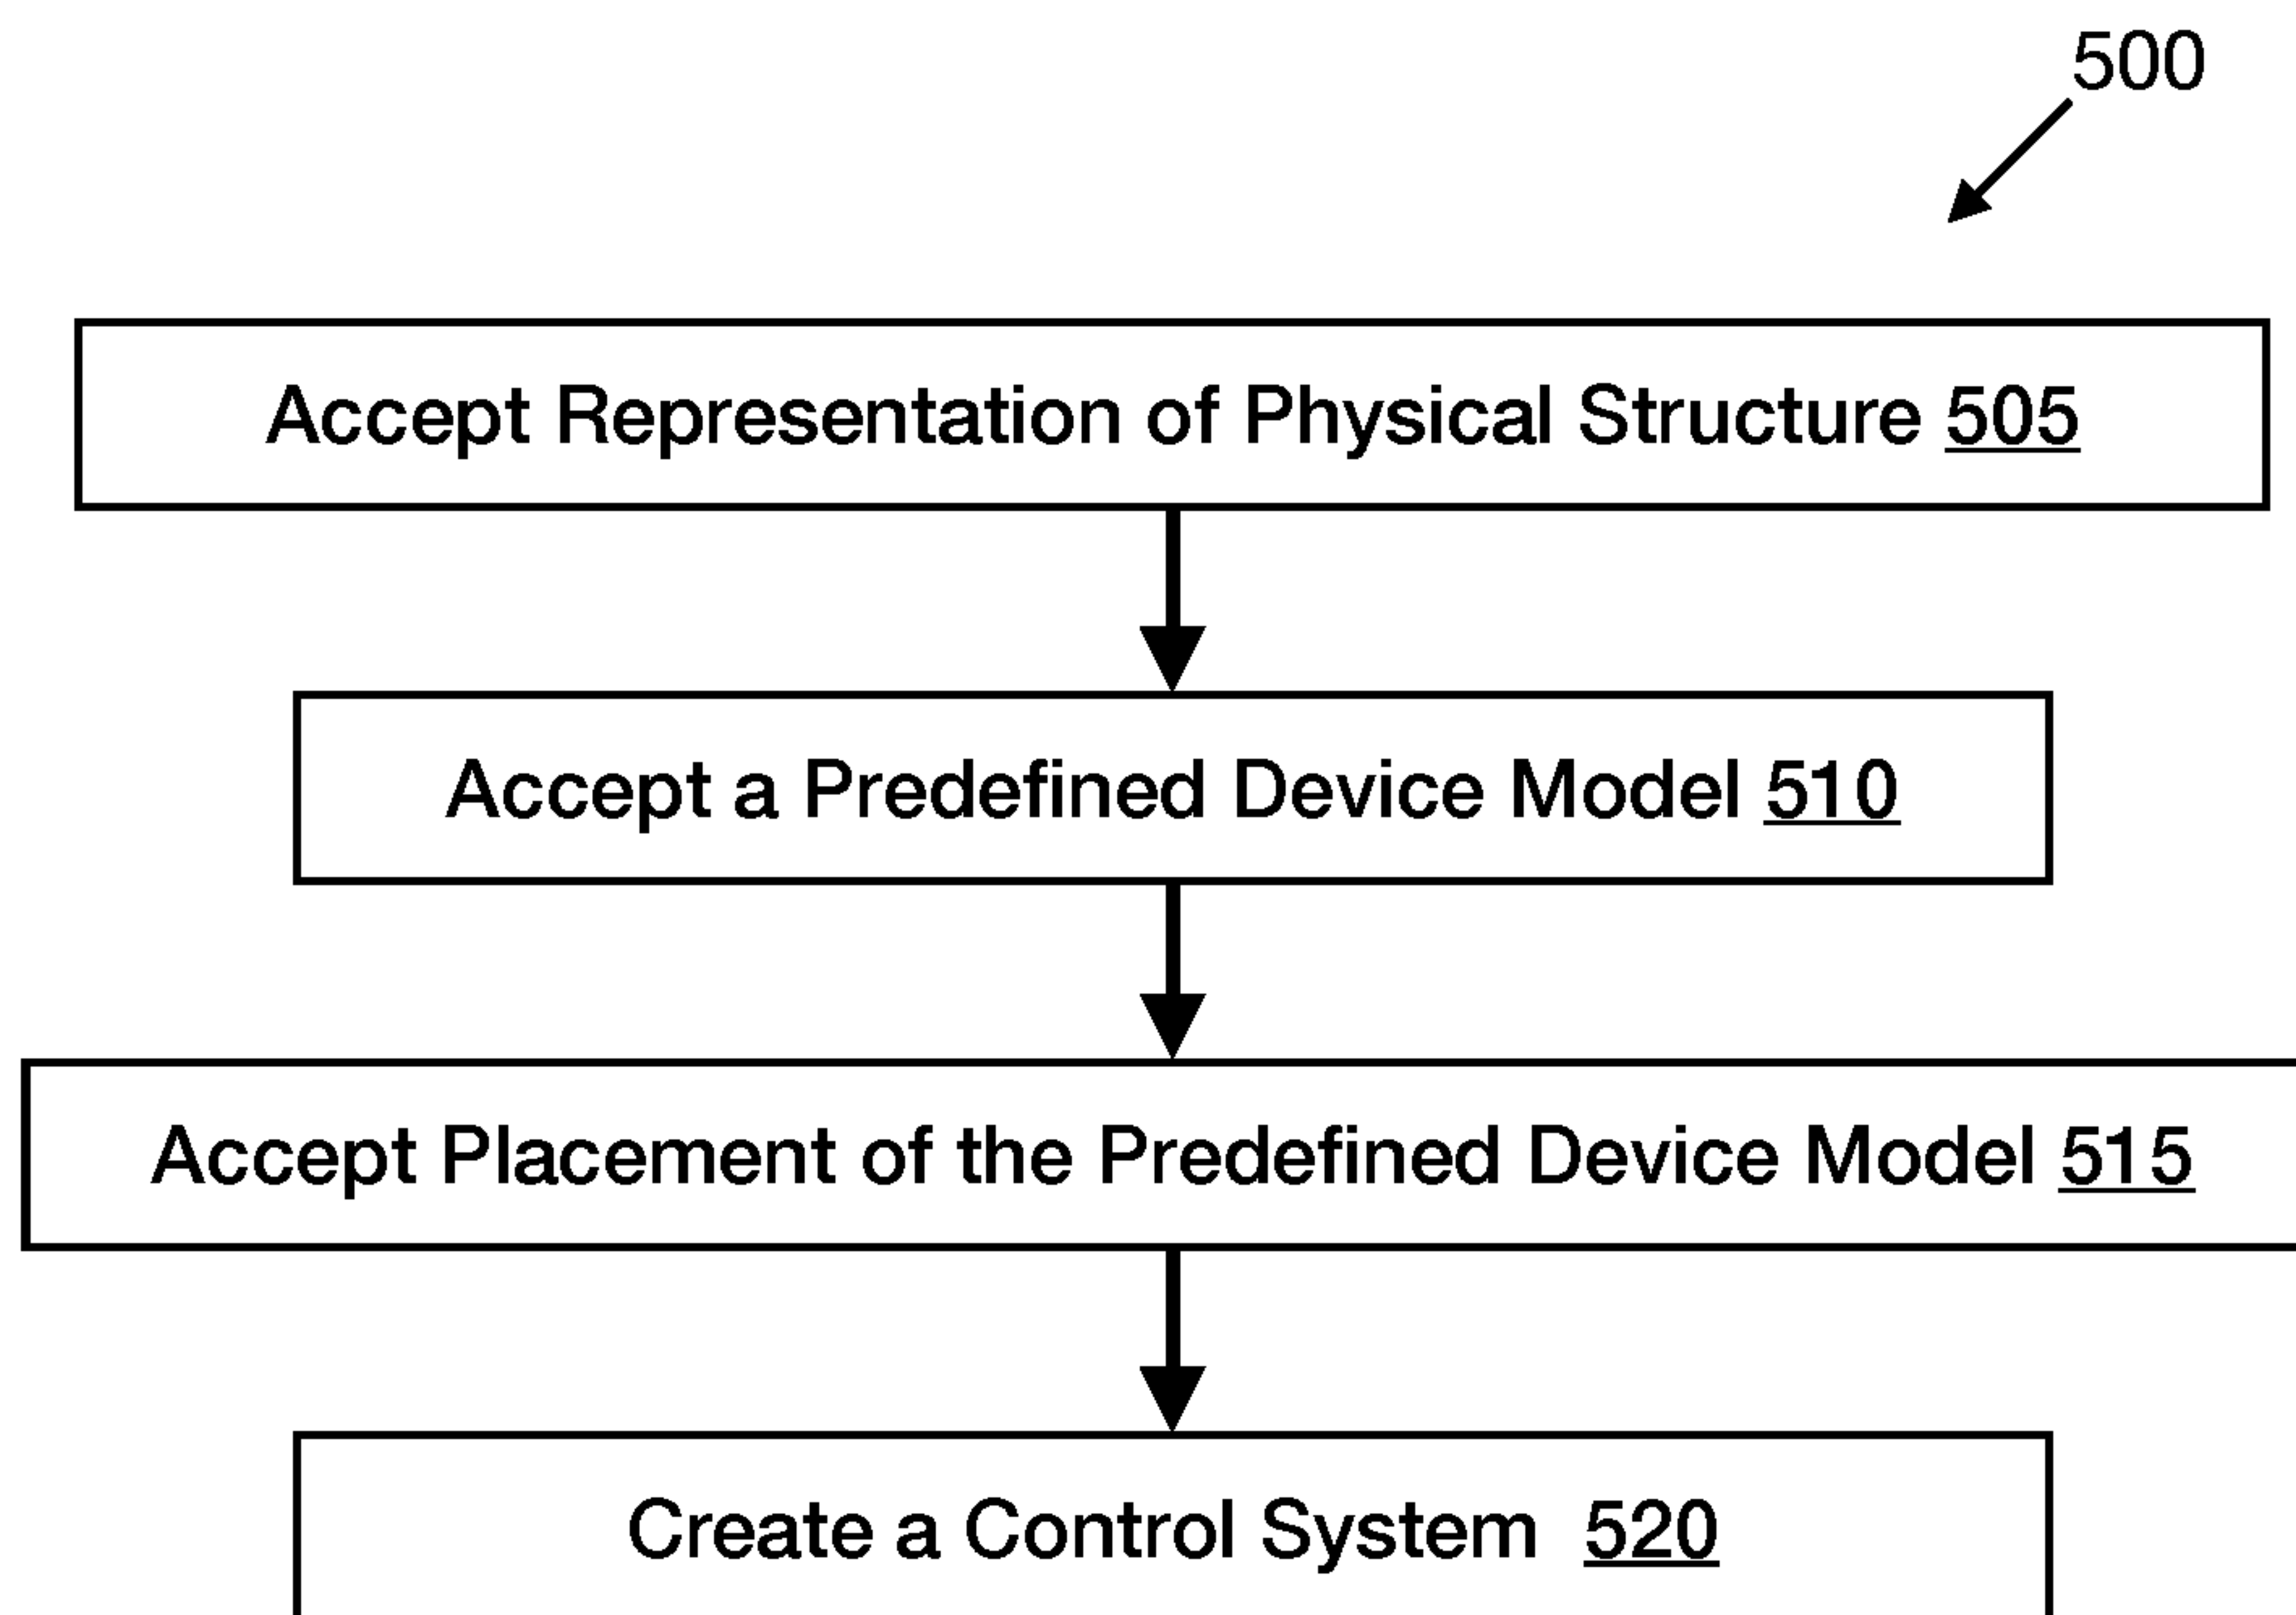 500
Accept Representation of Physical Structure 505
Accept a Predefined Device Model 510
Accept Placement of the Predefined Device Model 515
Create a Control System 520